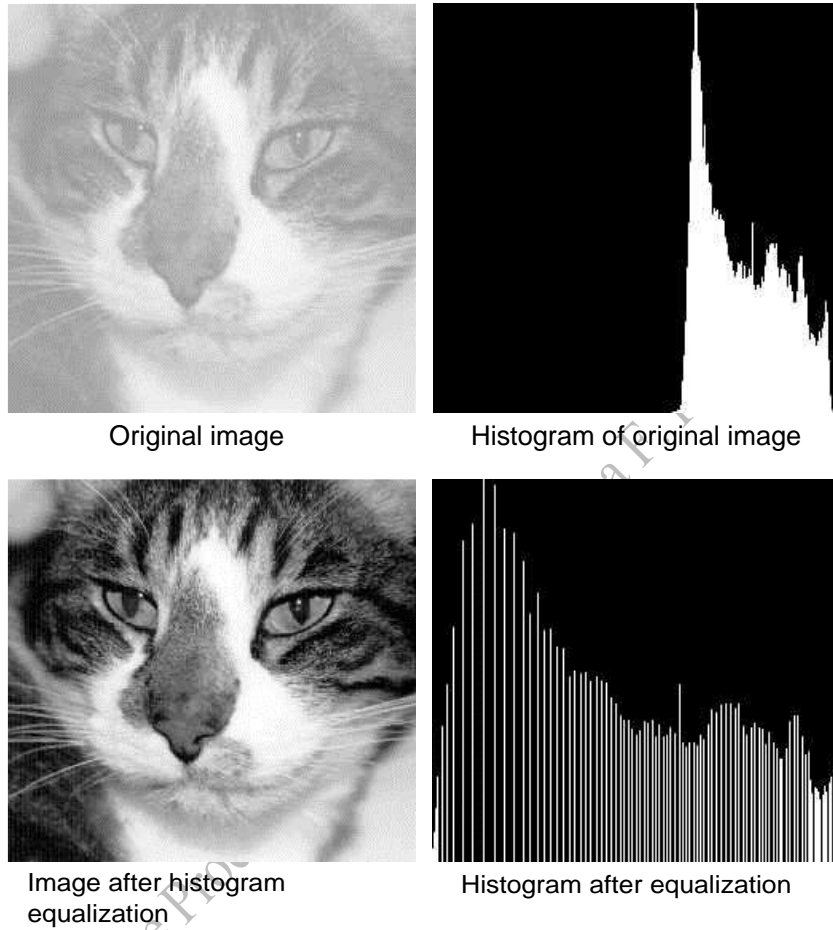 Original image
Histogram of original image
Image after histogram
equalization
Histogram after equalization